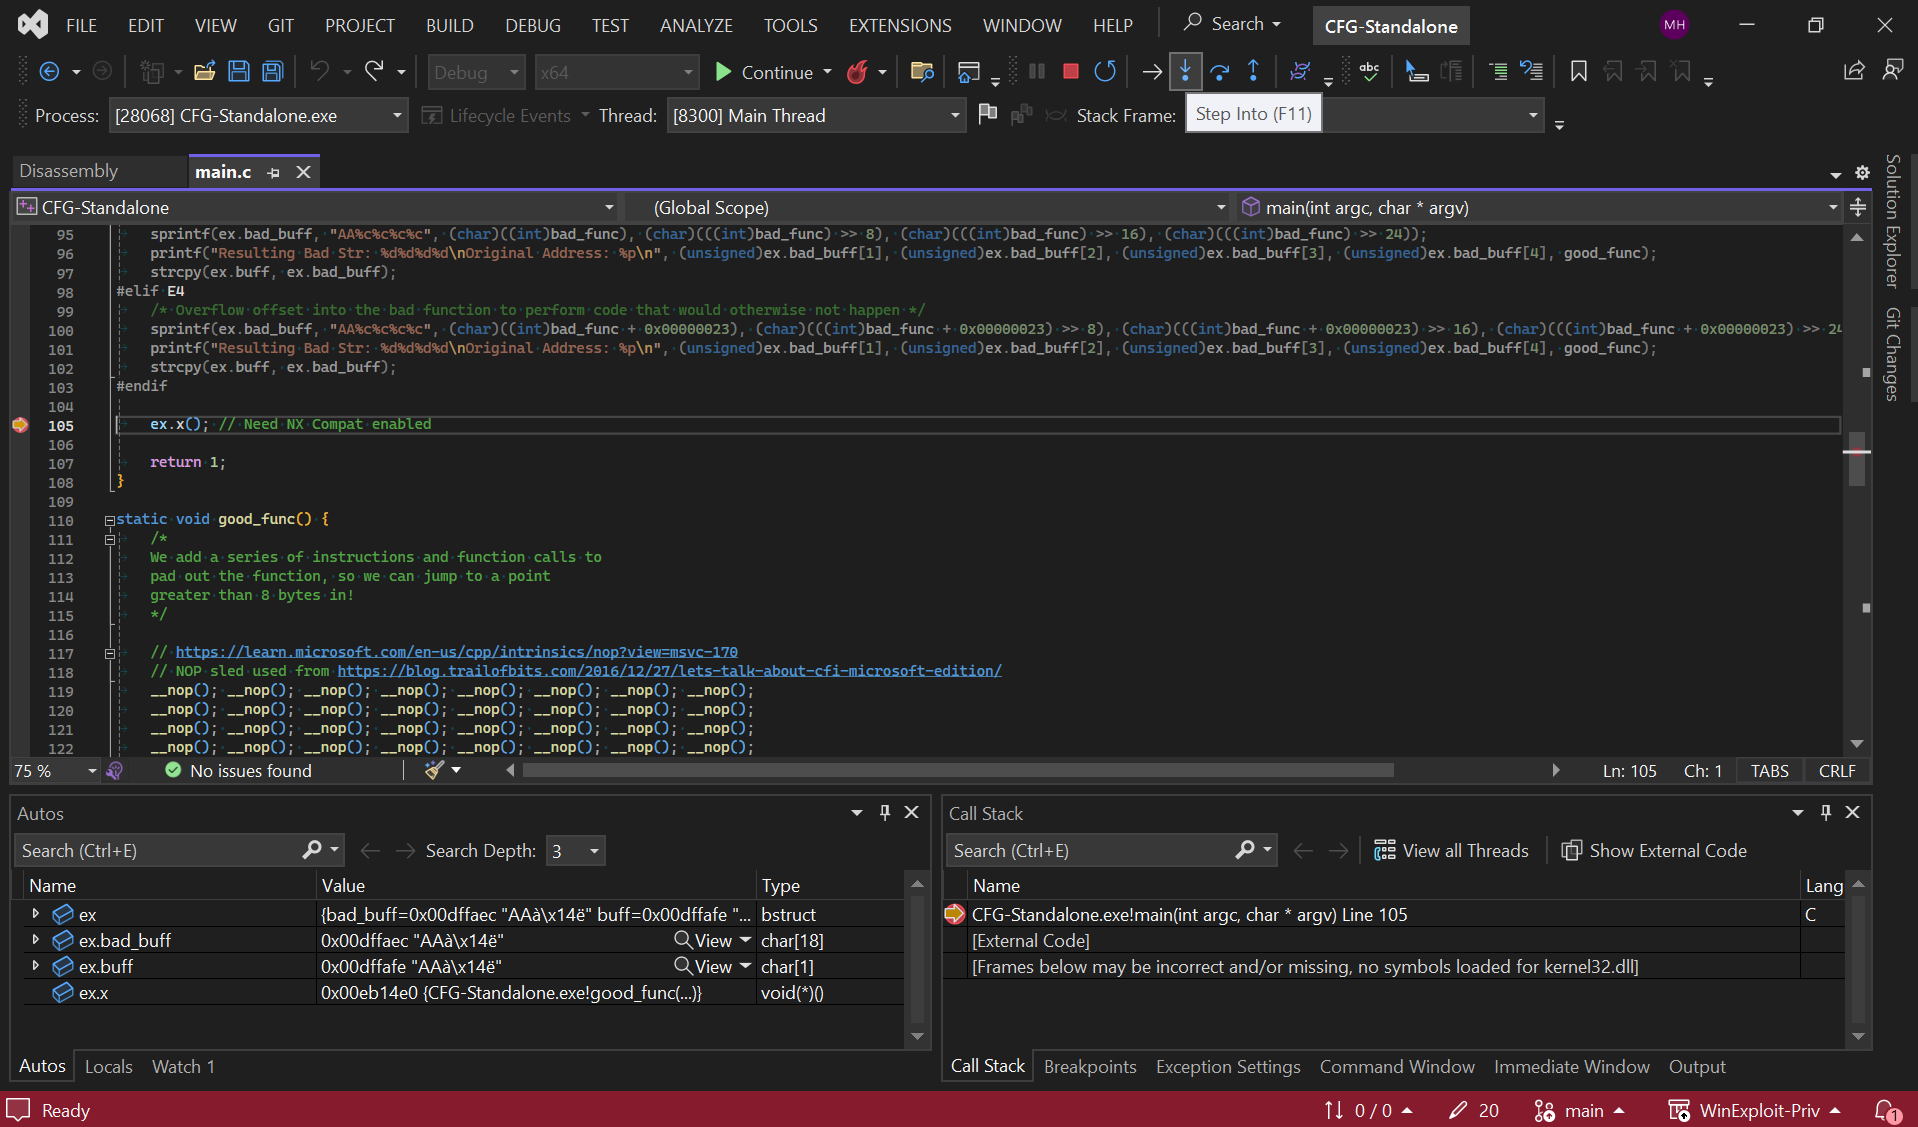 FILE EDIT VIEW GIT PROJECT BUILD DEBUG TEST ANALYZE TOOLS EXTENSIONS WINDOW HELP Search CFG-Standalone MH
Debug x64 Continue abc
Process: [28068] CFG-Standalone.exe Lifecycle Events Thread: [8300] Main Thread Stack Frame:
Step Into (F11)
Disassembly main.c
CFG-Standalone (Global Scope) main(int argc, char * argv)
95 sprintf(ex.bad_buff, "AA%c%c%c%c", (char)((int)bad_func), (char)(((int)bad_func) >> 8), (char)(((int)bad_func) >> 16), (char)(((int)bad_func) >> 24));
96 printf("Resulting Bad Str: %d%d%d%d\nOriginal Address: %p\n", (unsigned)ex.bad_buff[1], (unsigned)ex.bad_buff[2], (unsigned)ex.bad_buff[3], (unsigned)ex.bad_buff[4], good_func);
97 strcpy(ex.buff, ex.bad_buff);
98 #elif E4
99 /* Overflow offset into the bad function to perform code that would otherwise not happen */
100 sprintf(ex.bad_buff, "AA%c%c%c%c", (char)((int)bad_func + 0x00000023), (char)(((int)bad_func + 0x00000023) >> 8), (char)(((int)bad_func + 0x00000023) >> 16), (char)(((int)bad_func + 0x00000023) >> 24
101 printf("Resulting Bad Str: %d%d%d%d\nOriginal Address: %p\n", (unsigned)ex.bad_buff[1], (unsigned)ex.bad_buff[2], (unsigned)ex.bad_buff[3], (unsigned)ex.bad_buff[4], good_func);
102 strcpy(ex.buff, ex.bad_buff);
103 #endif
104
105 ex.x(); // Need NX Compat enabled
106
107 return 1;
108 }
109
110 static void good_func() {
111 /*
112 We add a series of instructions and function calls to
113 pad out the function, so we can jump to a point
114 greater than 8 bytes in!
115 */
116
117 // https://learn.microsoft.com/en-us/cpp/intrinsics/nop?view=msvc-170
118 // NOP sled used from https://blog.trailofbits.com/2016/12/27/lets-talk-about-cfi-microsoft-edition/
119 __nop(); __nop(); __nop(); __nop(); __nop(); __nop(); __nop(); __nop();
120 __nop(); __nop(); __nop(); __nop(); __nop(); __nop(); __nop(); __nop();
121 __nop(); __nop(); __nop(); __nop(); __nop(); __nop(); __nop(); __nop();
122 __nop(); __nop(); __nop(); __nop(); __nop(); __nop(); __nop(); __nop();
75 % No issues found Ln: 105 Ch: 1 TABS CRLF
Solution Explorer
Git Changes
Autos
Search (Ctrl+E) Search Depth: 3
Name Value Type
ex {bad_buff=0x00dffaec "AAà\x14ë" buff=0x00dffafe "... bstruct
ex.bad_buff 0x00dffaec "AAà\x14ë" View char[18]
ex.buff 0x00dffafe "AAà\x14ë" View char[1]
ex.x 0x00eb14e0 {CFG-Standalone.exe!good_func(...)} void(*)()
Autos Locals Watch 1
Call Stack
Search (Ctrl+E) View all Threads Show External Code
Name Lang
CFG-Standalone.exe!main(int argc, char * argv) Line 105 C
[External Code]
[Frames below may be incorrect and/or missing, no symbols loaded for kernel32.dll]
Call Stack Breakpoints Exception Settings Command Window Immediate Window Output
Ready 0 / 0 20 main WinExploit-Priv 1